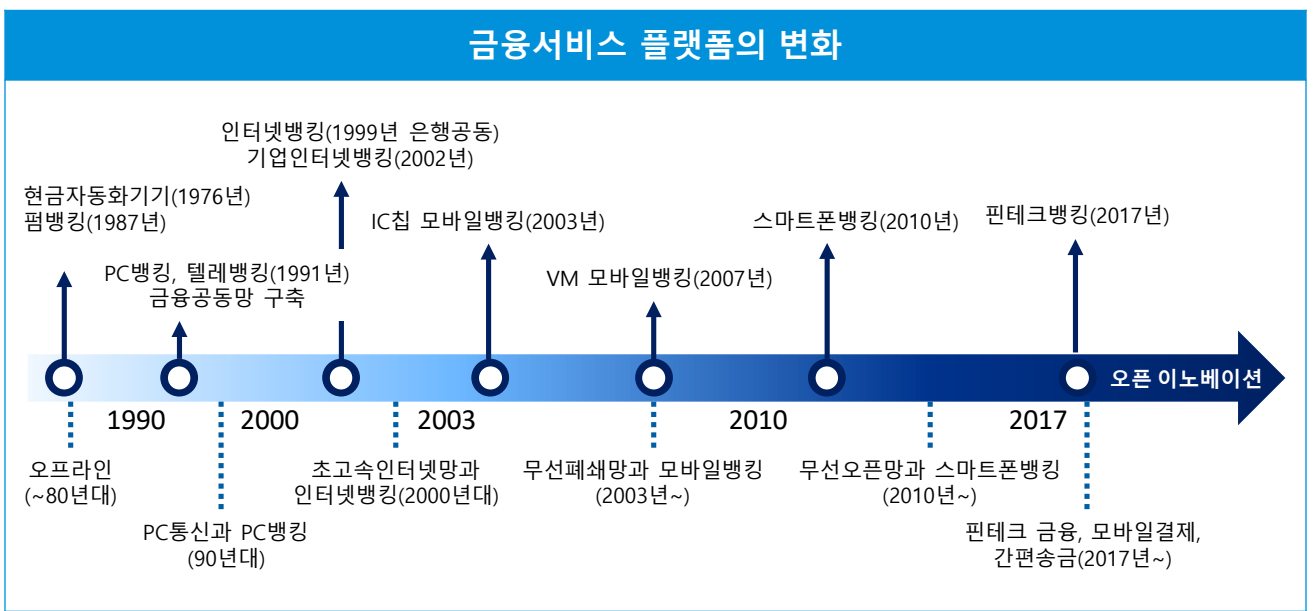 금융서비스 플랫폼의 변화
인터넷뱅킹(1999년 은행공동)
기업인터넷뱅킹(2002년)
현금자동화기기(1976년)
펌뱅킹(1987년)
IC칩 모바일뱅킹(2003년)
스마트폰뱅킹(2010년)
핀테크뱅킹(2017년)
PC뱅킹, 텔레뱅킹(1991년)
금융공동망 구축
VM 모바일뱅킹(2007년)
오픈 이노베이션
1990
2000
2003
2010
2017
오프라인
(~80년대)
초고속인터넷망과
인터넷뱅킹(2000년대)
무선폐쇄망과 모바일뱅킹
(2003년~)
무선오픈망과 스마트폰뱅킹
(2010년~)
PC통신과 PC뱅킹
(90년대)
핀테크 금융, 모바일결제,
간편송금(2017년~)